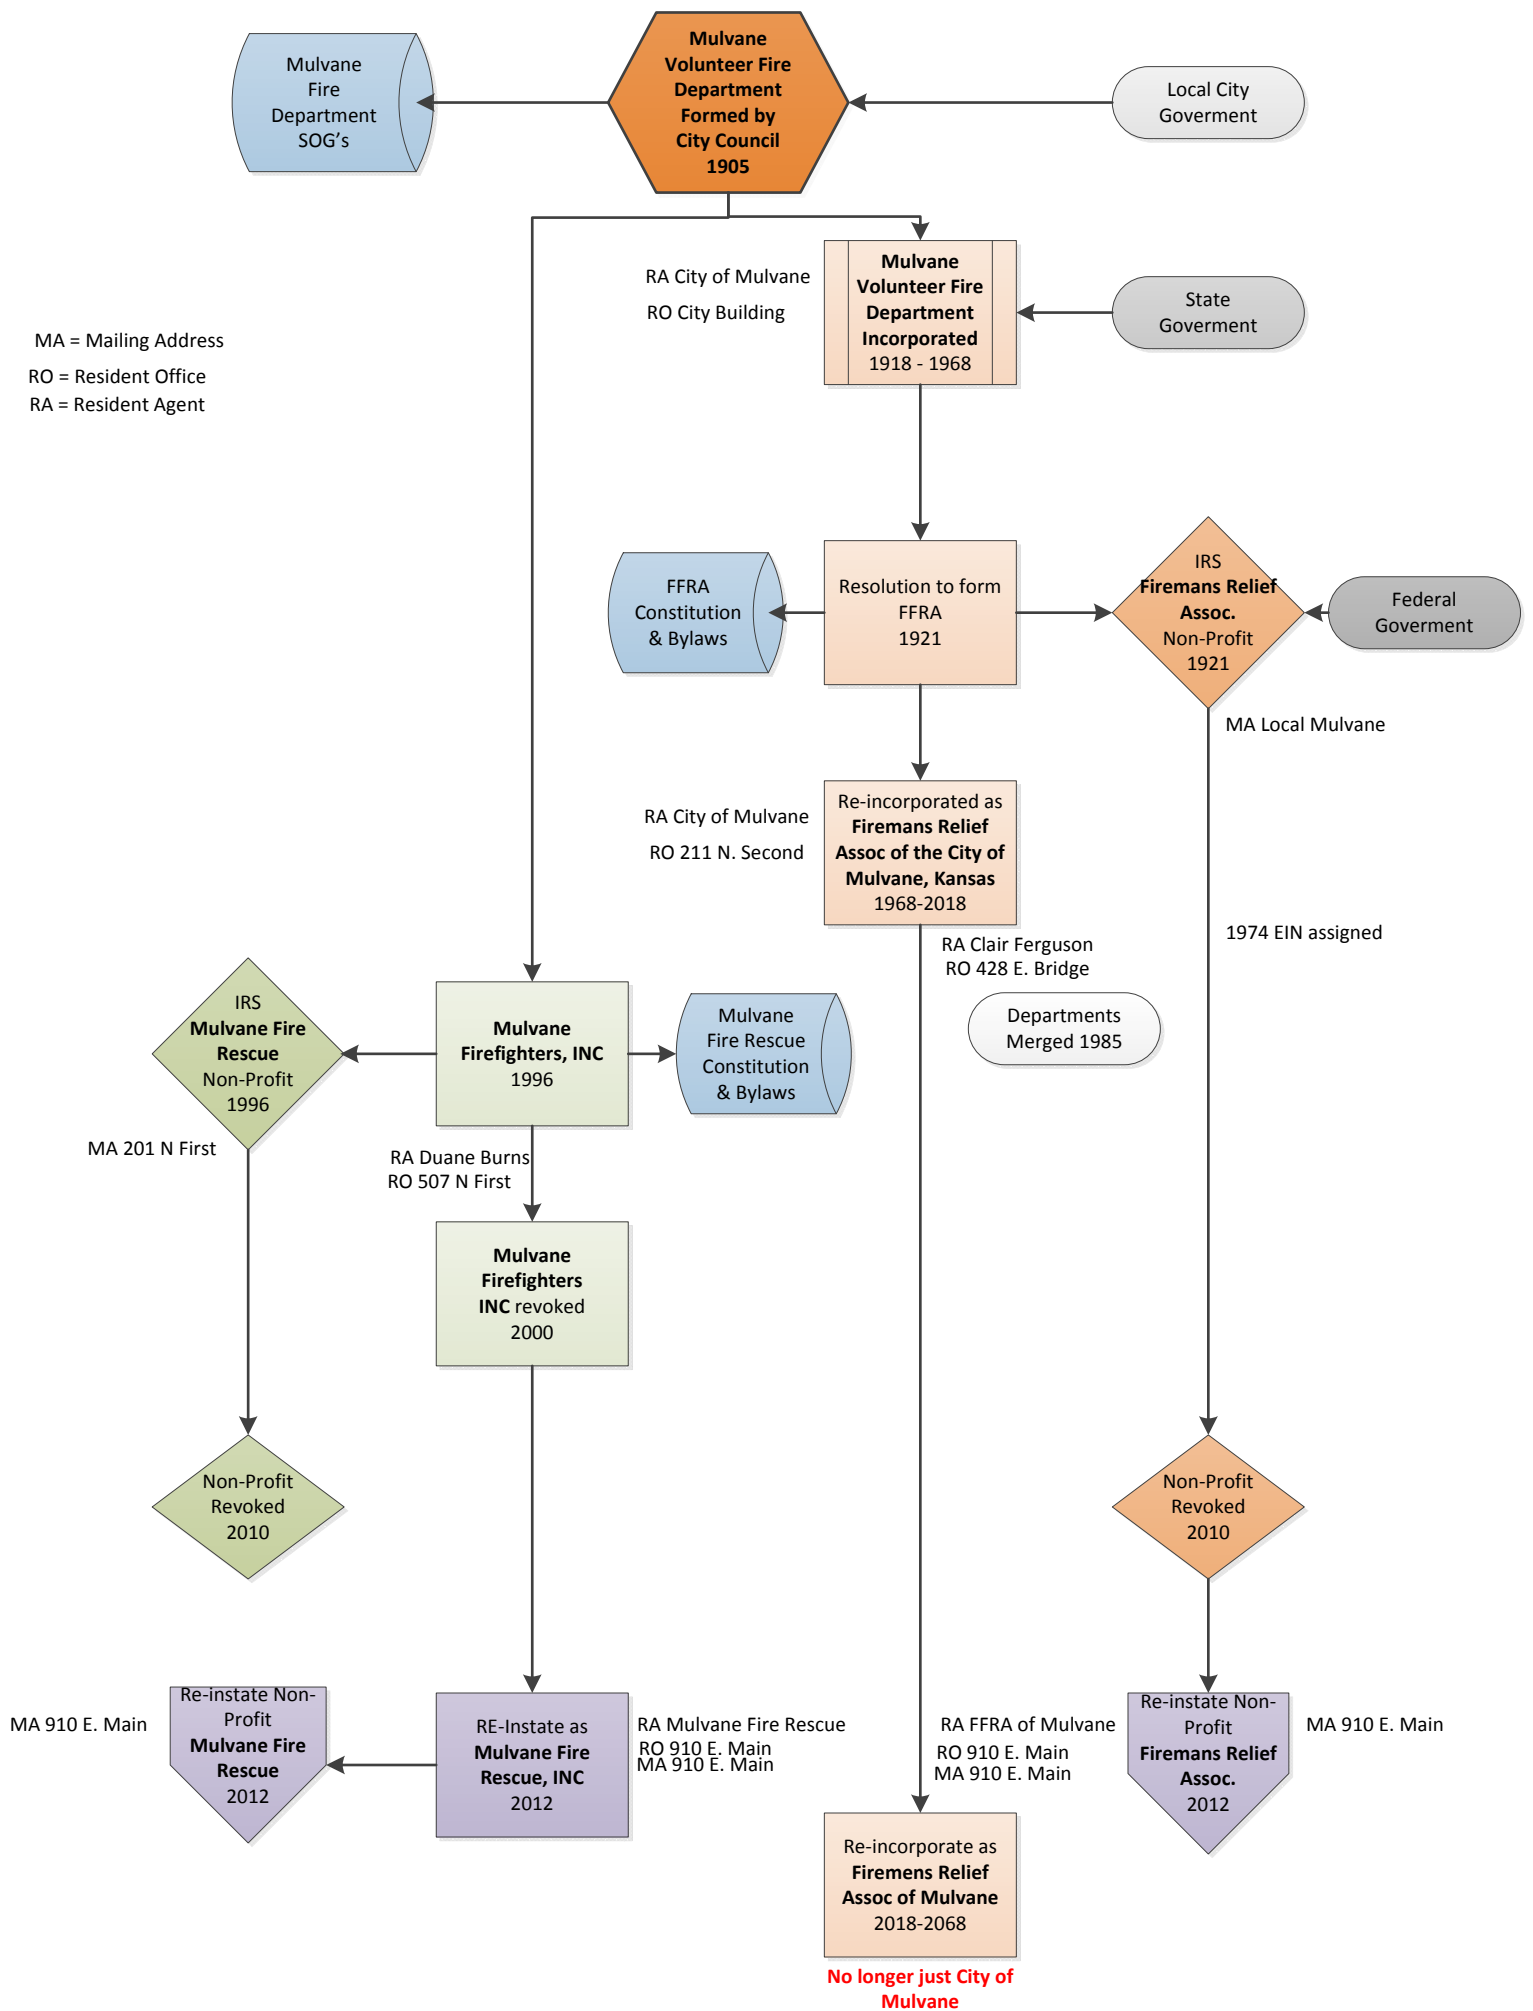 Mulvane
Fire
Department
SOG's
Mulvane
Volunteer Fire
Department
Formed by
City Council
1905
Local City
Goverment
RA City of Mulvane
RO City Building
Mulvane
Volunteer Fire
Department
Incorporated
1918 - 1968
State
Goverment
MA = Mailing Address
RO = Resident Office
RA = Resident Agent
FFRA
Constitution
& Bylaws
Resolution to form
FFRA
1921
IRS
Firemans Relief
Assoc.
Non-Profit
1921
Federal
Goverment
MA Local Mulvane
RA City of Mulvane
RO 211 N. Second
Re-incorporated as
Firemans Relief
Assoc of the City of
Mulvane, Kansas
1968-2018
1974 EIN assigned
RA Clair Ferguson
RO 428 E. Bridge
Departments
Merged 1985
IRS
Mulvane Fire
Rescue
Non-Profit
1996
Mulvane
Firefighters, INC
1996
Mulvane
Fire Rescue
Constitution
& Bylaws
MA 201 N First
RA Duane Burns
RO 507 N First
Mulvane
Firefighters
INC revoked
2000
Non-Profit
Revoked
2010
Non-Profit
Revoked
2010
MA 910 E. Main
Re-instate Non-
Profit
Mulvane Fire
Rescue
2012
RE-Instate as
Mulvane Fire
Rescue, INC
2012
RA Mulvane Fire Rescue
RO 910 E. Main
MA 910 E. Main
RA FFRA of Mulvane
RO 910 E. Main
MA 910 E. Main
Re-instate Non-
Profit
Firemans Relief
Assoc.
2012
MA 910 E. Main
Re-incorporate as
Firemens Relief
Assoc of Mulvane
2018-2068
No longer just City of
Mulvane